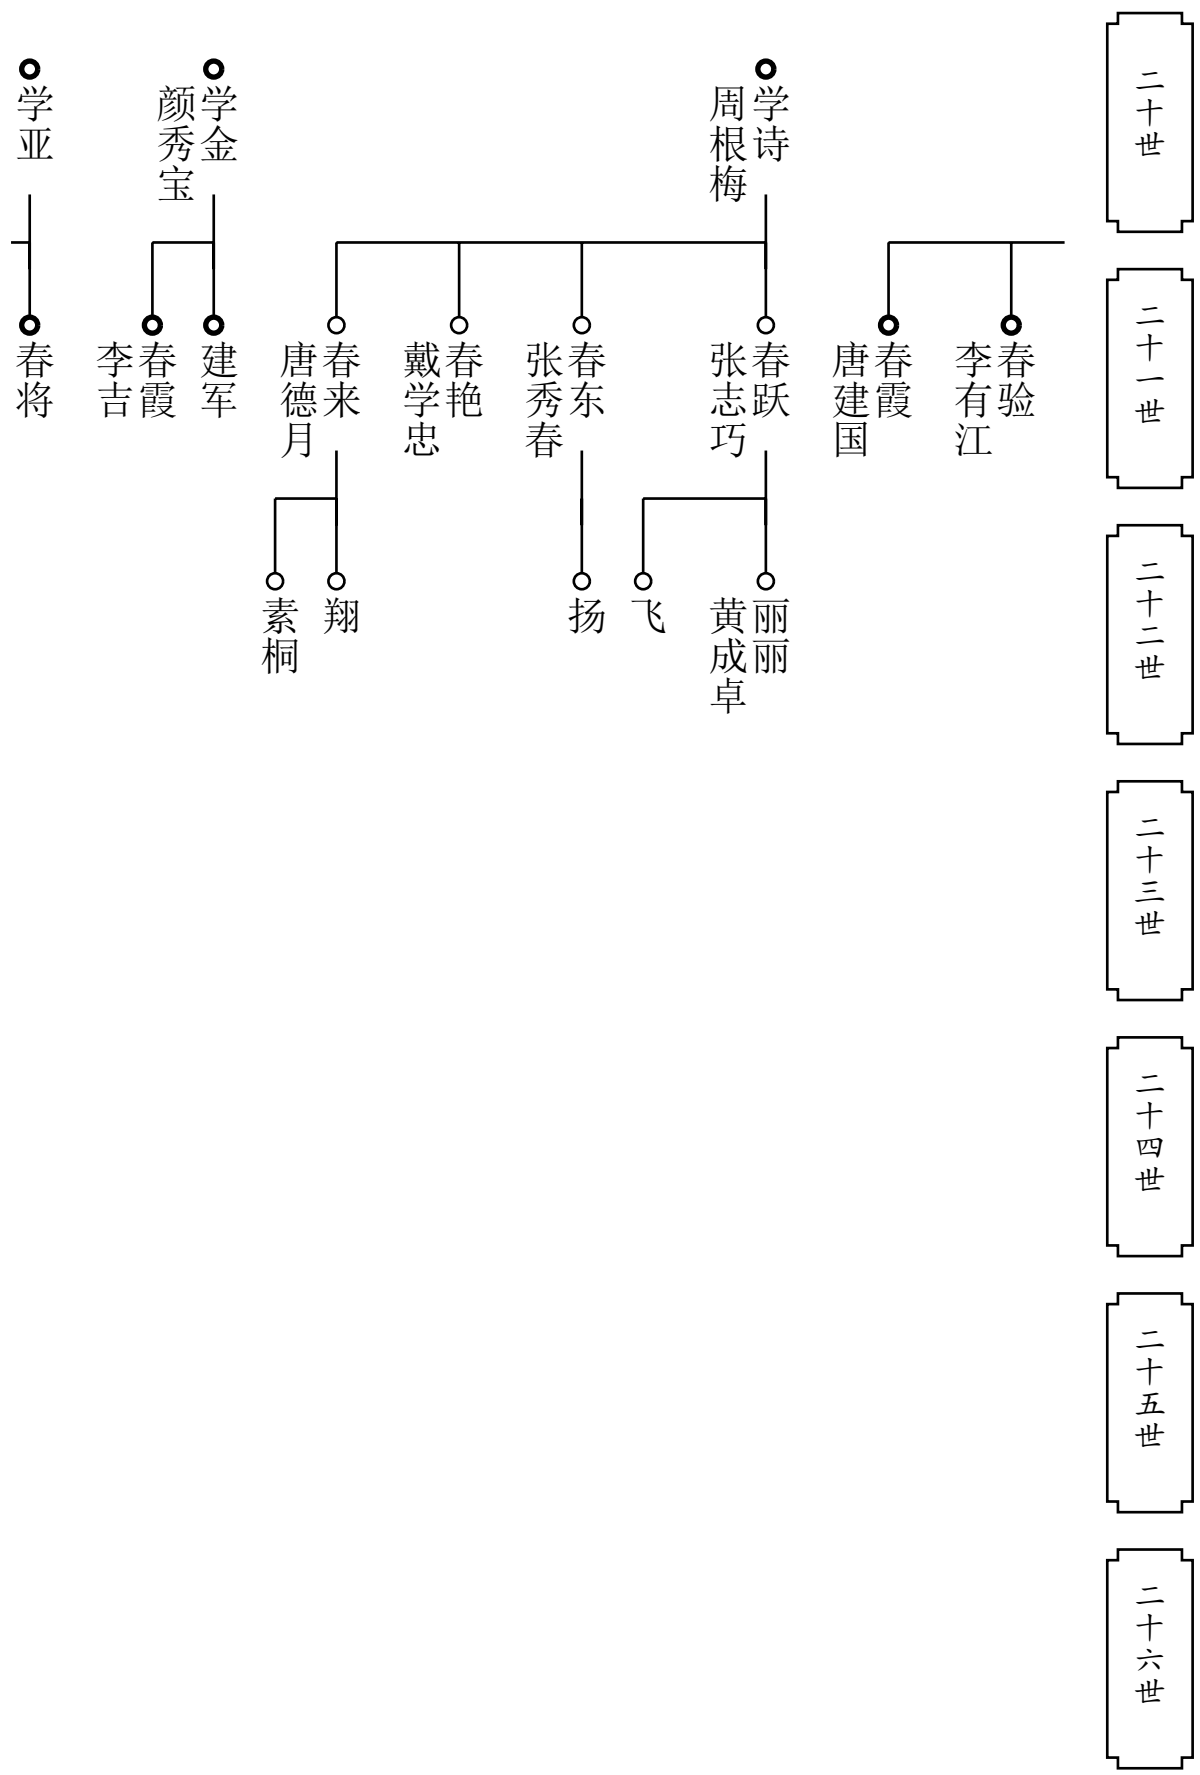 二十世
学诗
周根梅
学金
颜秀宝
学亚
二十一世
春验
李有江
春霞
唐建国
春跃
张志巧
春东
张秀春
春艳
戴学忠
春来
唐德月
建军
春霞
李吉
春将
二十二世
丽丽
黄成卓
飞
扬
翔
素桐
二十三世
二十四世
二十五世
二十六世